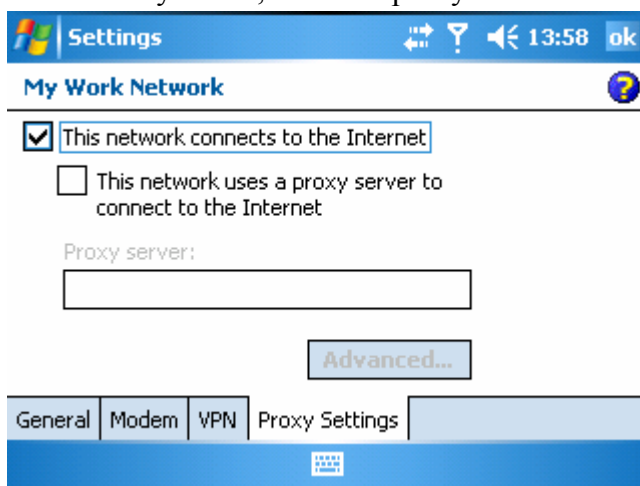 Settings 13:58 ok
My Work Network
This network connects to the Internet
This network uses a proxy server to
connect to the Internet
Proxy server:
Advanced...
General Modem VPN Proxy Settings